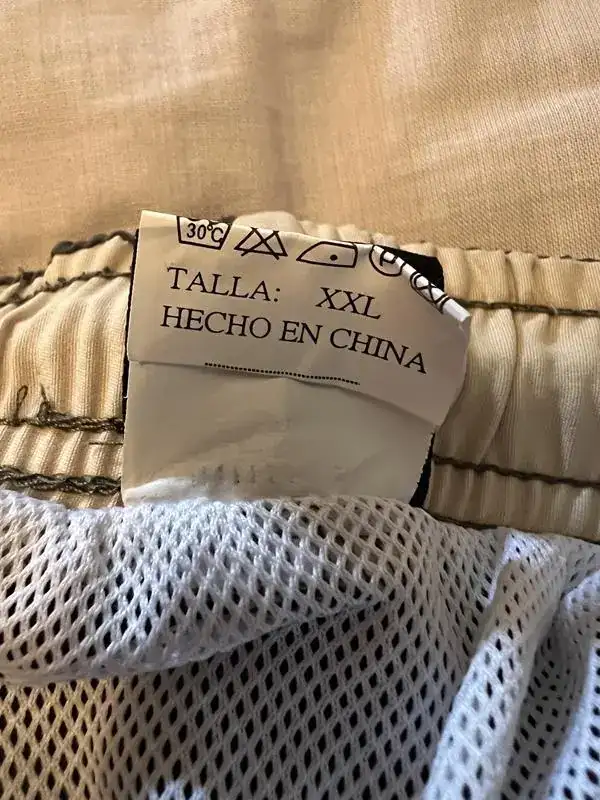 30°C
P
TALLA: XXL
HECHO EN CHINA